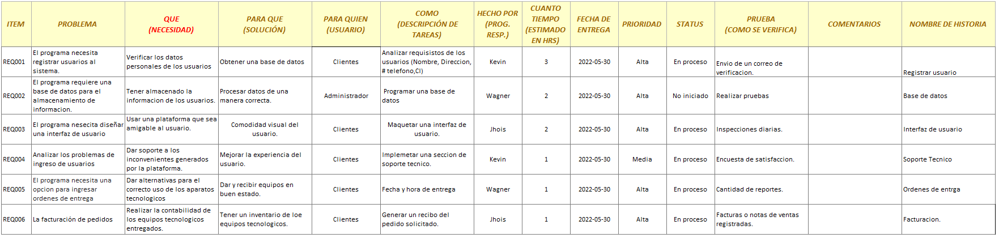 ITEM
PROBLEMA
QUE
(NECESIDAD)
PARA QUE
(SOLUCIÓN)
PARA QUIEN
(USUARIO)
COMO
(DESCRIPCIÓN DE
TAREAS)
HECHO POR
(PROG.
RESP.)
CUANTO
TIEMPO
(ESTIMADO
EN HRS)
FECHA DE
ENTREGA
PRIORIDAD
STATUS
PRUEBA
(COMO SE VERIFICA)
COMENTARIOS
NOMBRE DE HISTORIA
REQ001
El programa necesita
registrar usuarios al
sistema.
Verificar los datos
personales de los usuarios
Obtener una base de datos
Clientes
Analizar requisistos de los
usuarios (Nombre, Direccion,
# telefono,CI)
Kevin
3
2022-05-30
Alta
En proceso
Envio de un correo de
verificacion.
Registrar usuario
REQ002
El programa requiere una
base de datos para el
almacenamiento de
informacion.
Tener almacenado la
informacion de los usuarios.
Procesar datos de una
manera correcta.
Administrador
Programar una base de
datos
Wagner
2
2022-05-30
Alta
No iniciado
Realizar pruebas
Base de datos
REQ003
El programa nesecita diseñar
una interfaz de usuario
Usar una plataforma que sea
amigable al usuario.
Comodidad visual del
usuario.
Clientes
Maquetar una interfaz de
usuario.
Jhois
2
2022-05-30
Alta
En proceso
Inspecciones diarias.
Interfaz de usuario
REQ004
Analizar los problemas de
ingreso de usuarios
Dar soporte a los
inconvenientes generados
por la plataforma.
Mejorar la experiencia del
usuario.
Clientes
Implemetar una seccion de
soporte tecnico.
Kevin
1
2022-05-30
Media
En proceso
Encuesta de satisfaccion.
Soporte Tecnico
REQ005
El programa necesita una
opcion para ingresar
ordenes de entrega
Dar alternativas para el
correcto uso de los aparatos
tecnologicos
Dar y recibir equipos en
buen estado.
Clientes
Fecha y hora de entrega
Wagner
1
2022-05-30
Alta
En proceso
Cantidad de reportes.
Ordenes de entrga
REQ006
La facturación de pedidos
Realizar la contabilidad de
los equipos tecnologicos
entregados.
Tener un inventario de loe
equipos tecnologicos.
Clientes
Generar un recibo del
pedido solicitado.
Jhois
1
2022-05-30
Alta
En proceso
Facturas o notas de ventas
registradas.
Facturacion.